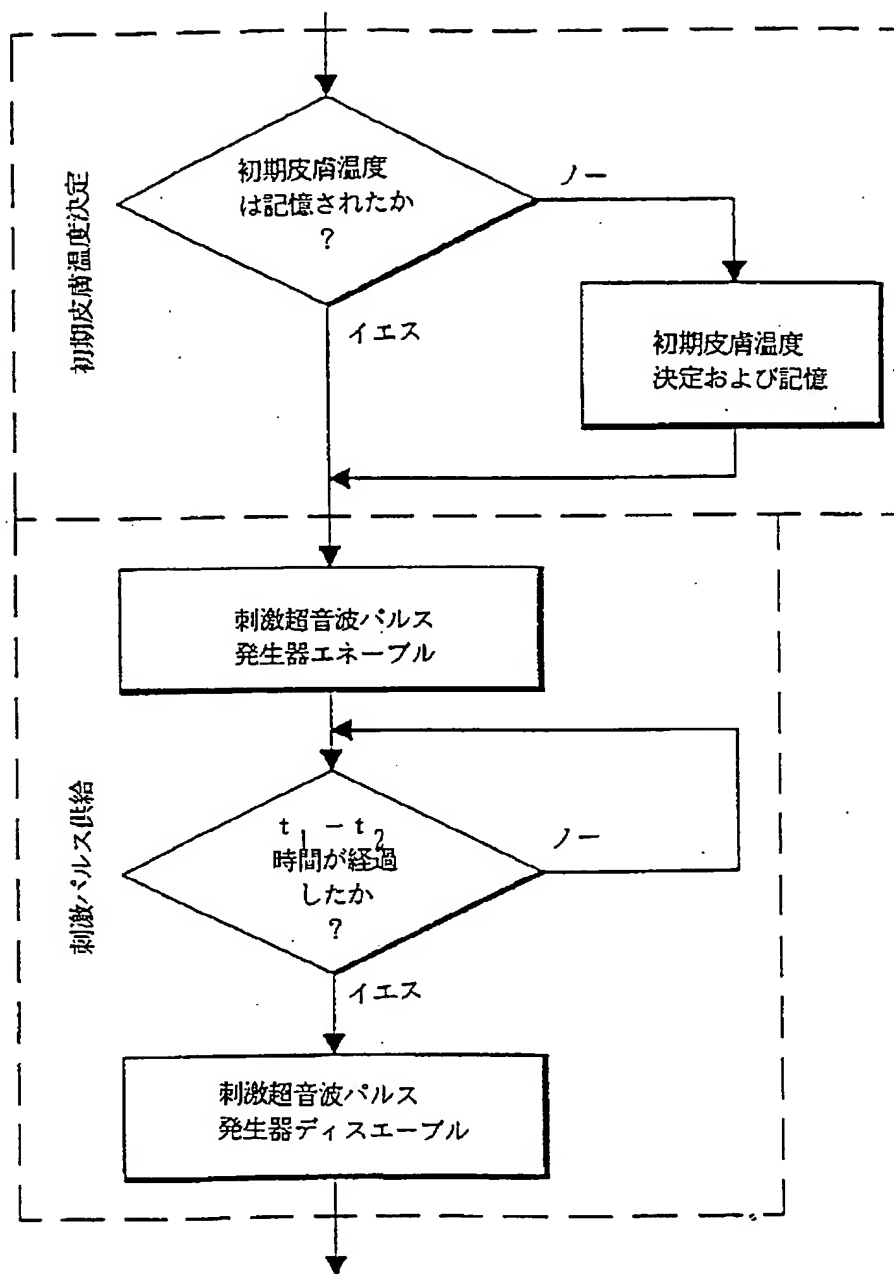 初期皮膚温度決定
初期皮膚温度
は記憶されたか
?
ノー
イエス
初期皮膚温度
決定および記憶
刺激パルス供給
刺激超音波パルス
発生器エネーブル
t₁ - t₂
時間が経過
したか
?
ノー
イエス
刺激超音波パルス
発生器ディスエーブル